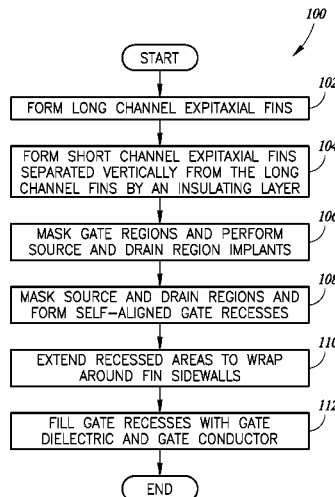 100
START
102
FORM LONG CHANNEL EXPITAXIAL FINS
104
FORM SHORT CHANNEL EXPITAXIAL FINS
SEPARATED VERTICALLY FROM THE LONG
CHANNEL FINS BY AN INSULATING LAYER
106
MASK GATE REGIONS AND PERFORM
SOURCE AND DRAIN REGION IMPLANTS
108
MASK SOURCE AND DRAIN REGIONS AND
FORM SELF-ALIGNED GATE RECESSES
110
EXTEND RECESSED AREAS TO WRAP
AROUND FIN SIDEWALLS
112
FILL GATE RECESSES WITH GATE
DIELECTRIC AND GATE CONDUCTOR
END